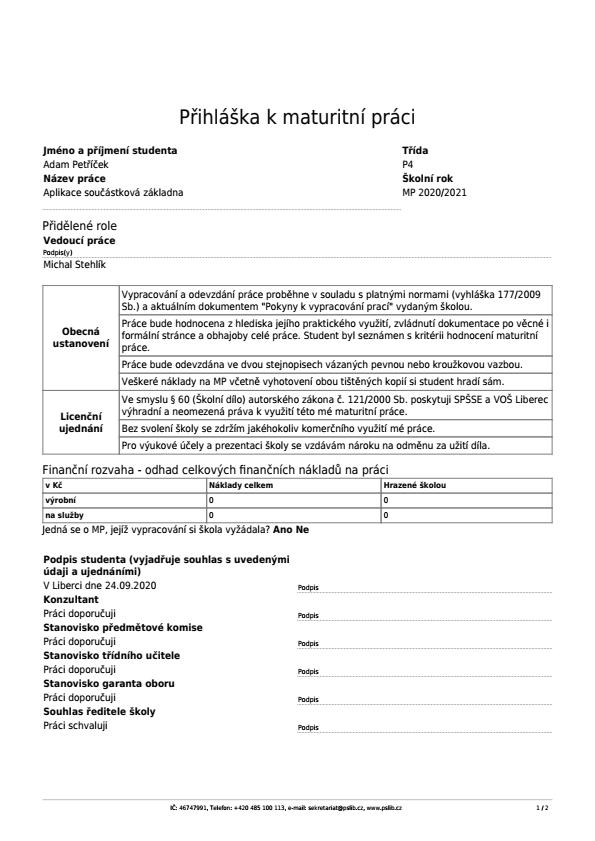 Přihláška k maturitní práci
Jméno a příjmení studenta
Třída
Adam Petříček
P4
Název práce
Školní rok
Aplikace součástková základna
MP 2020/2021
Přidělené role
Vedoucí práce
Podpis(y)
Michal Stehlík
Obecná ustanovení
Vypracování a odevzdání práce proběhne v souladu s platnými normami (vyhláška 177/2009
Sb.) a aktuálním dokumentem "Pokyny k vypracování prací" vydaným školou.
Práce bude hodnocena z hlediska jejího praktického využití, zvládnutí dokumentace po věcné i
formální stránce a obhajoby celé práce. Student byl seznámen s kritérii hodnocení maturitní
práce.
Práce bude odevzdána ve dvou stejnopisech vázaných pevnou nebo kroužkovou vazbou.
Veškeré náklady na MP včetně vyhotovení obou tištěných kopií si student hradí sám.
Licenční ujednání
Ve smyslu § 60 (Školní dílo) autorského zákona č. 121/2000 Sb. poskytuji SPŠSE a VOŠ Liberec
výhradní a neomezená práva k využití této mé maturitní práce.
Bez svolení školy se zdržím jakéhokoliv komerčního využití mé práce.
Pro výukové účely a prezentaci školy se vzdávám nároku na odměnu za užití díla.
Finanční rozvaha - odhad celkových finančních nákladů na práci
v Kč Náklady celkem Hrazené školou
výrobní 0 0
na služby 0 0
Jedná se o MP, jejíž vypracování si škola vyžádala? Ano Ne
Podpis studenta (vyjadřuje souhlas s uvedenými
údaji a ujednáními)
V Liberci dne 24.09.2020 Podpis
Konzultant
Práci doporučuji Podpis
Stanovisko předmětové komise
Práci doporučuji Podpis
Stanovisko třídního učitele
Práci doporučuji Podpis
Stanovisko garanta oboru
Práci doporučuji Podpis
Souhlas ředitele školy
Práci schvaluji Podpis
IČ: 46747991, Telefon: +420 485 100 113, e-mail: sekretariat@pslib.cz, www.pslib.cz 1 / 2